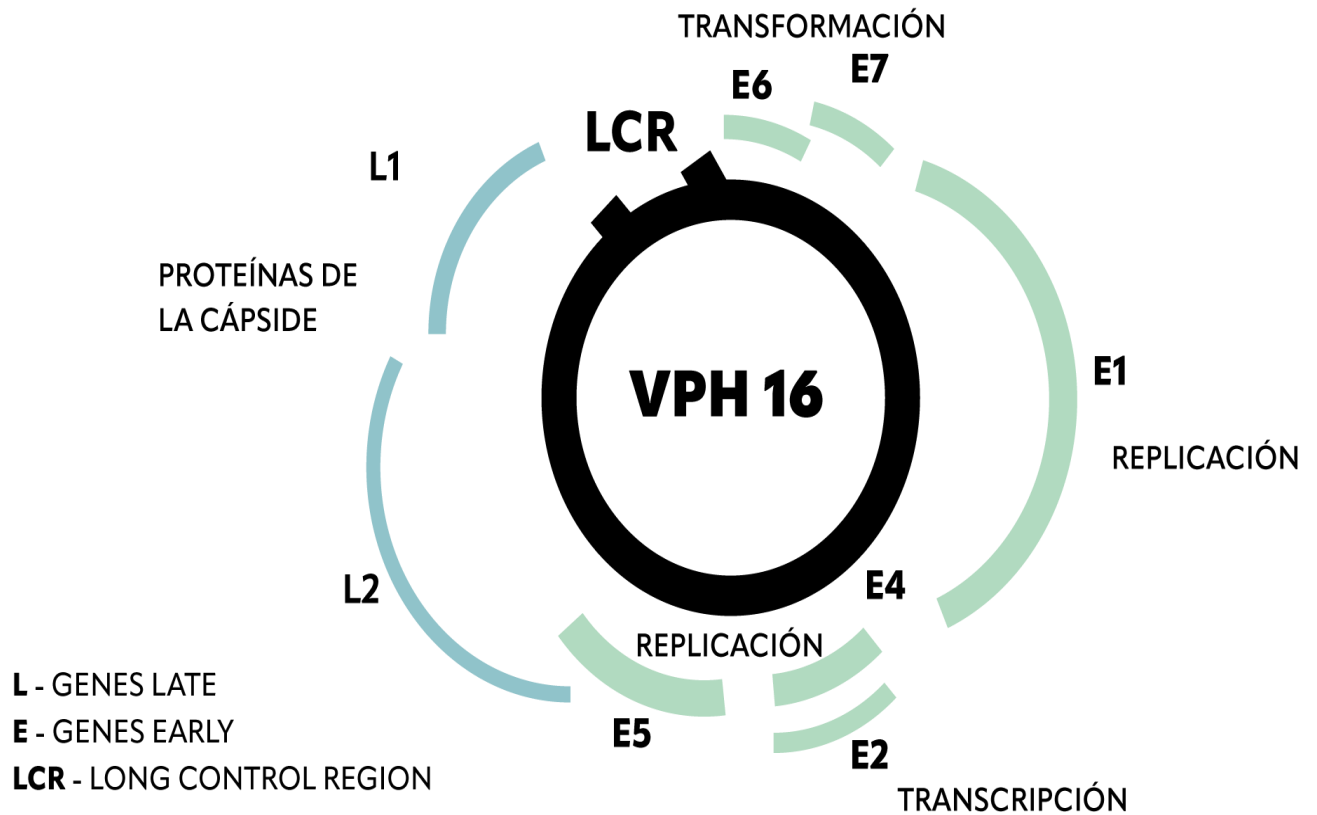 TRANSFORMACIÓN
E6
E7
LCR
L1
PROTEÍNAS DE
LA CÁPSIDE
VPH 16
E1
REPLICACIÓN
L2
E4
REPLICACIÓN
E5
E2
TRANSCRIPCIÓN
L - GENES LATE
E - GENES EARLY
LCR - LONG CONTROL REGION